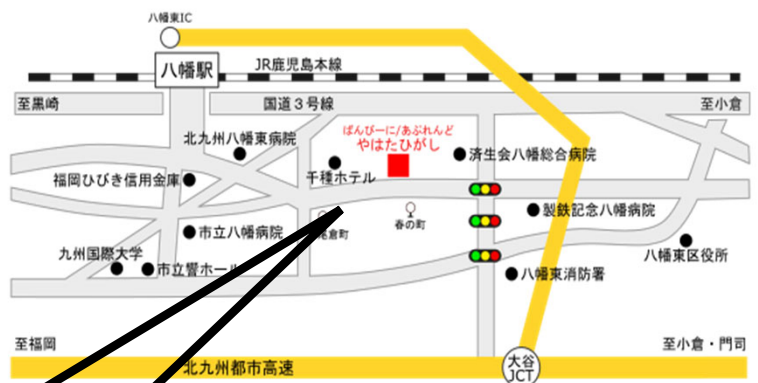 八幡東IC
八幡駅
JR鹿児島本線
至黒崎
国道3号線
至小倉
ばんびーに/あぶれんど
やはたひがし
北九州八幡東病院
済生会八幡総合病院
千種ホテル
福岡ひびき信用金庫
製鉄記念八幡病院
春の町
尾倉町
市立八幡病院
九州国際大学
市立響ホール
八幡東区役所
八幡東消防署
至福岡
至小倉・門司
北九州都市高速
大谷
JCT